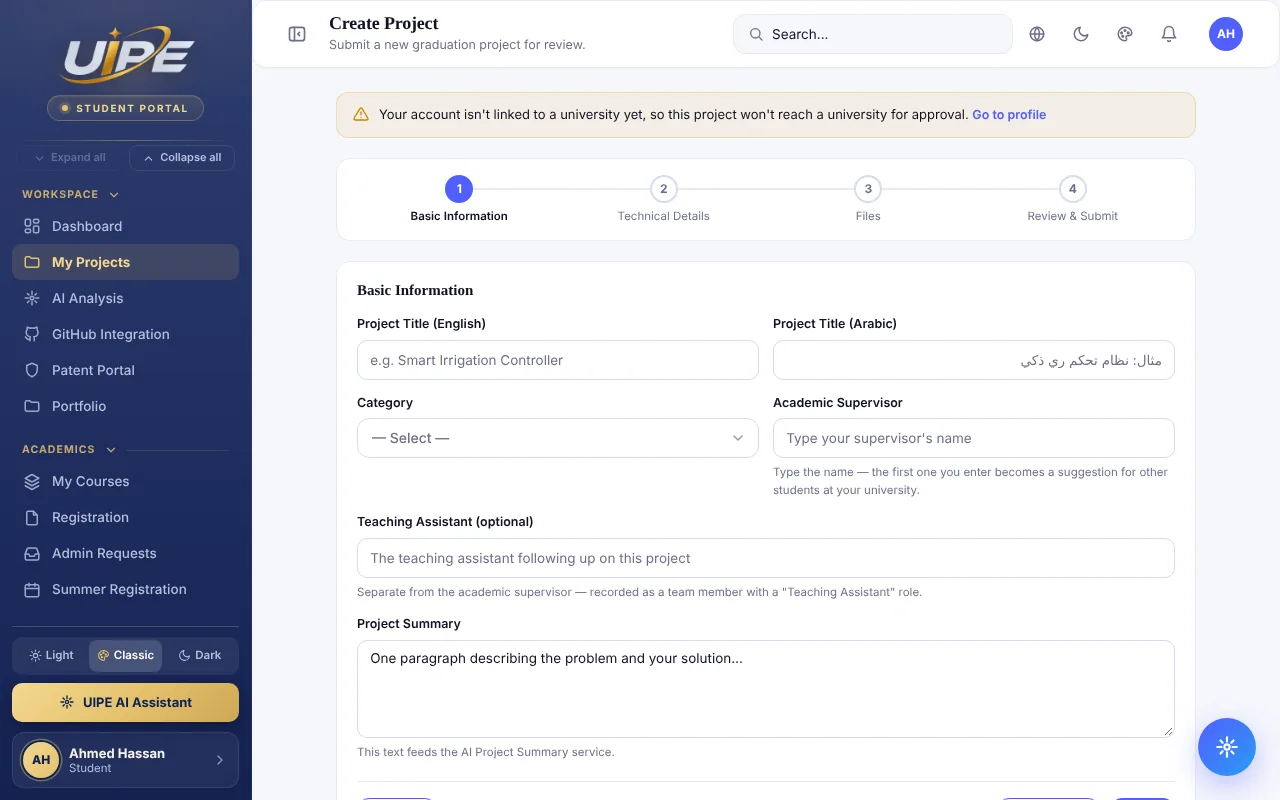 UIPE
STUDENT PORTAL
Expand all
Collapse all
WORKSPACE
Dashboard
My Projects
AI Analysis
GitHub Integration
Patent Portal
Portfolio
ACADEMICS
My Courses
Registration
Admin Requests
Summer Registration
Light
Classic
Dark
UIPE AI Assistant
AH
Ahmed Hassan
Student
Create Project
Submit a new graduation project for review.
Search...
AH
Your account isn't linked to a university yet, so this project won't reach a university for approval. Go to profile
1
2
3
4
Basic Information
Technical Details
Files
Review & Submit
Basic Information
Project Title (English)
Project Title (Arabic)
e.g. Smart Irrigation Controller
مثال: نظام تحكم ري ذكي
Category
Academic Supervisor
— Select —
Type your supervisor's name
Type the name — the first one you enter becomes a suggestion for other
students at your university.
Teaching Assistant (optional)
The teaching assistant following up on this project
Separate from the academic supervisor — recorded as a team member with a "Teaching Assistant" role.
Project Summary
One paragraph describing the problem and your solution...
This text feeds the AI Project Summary service.